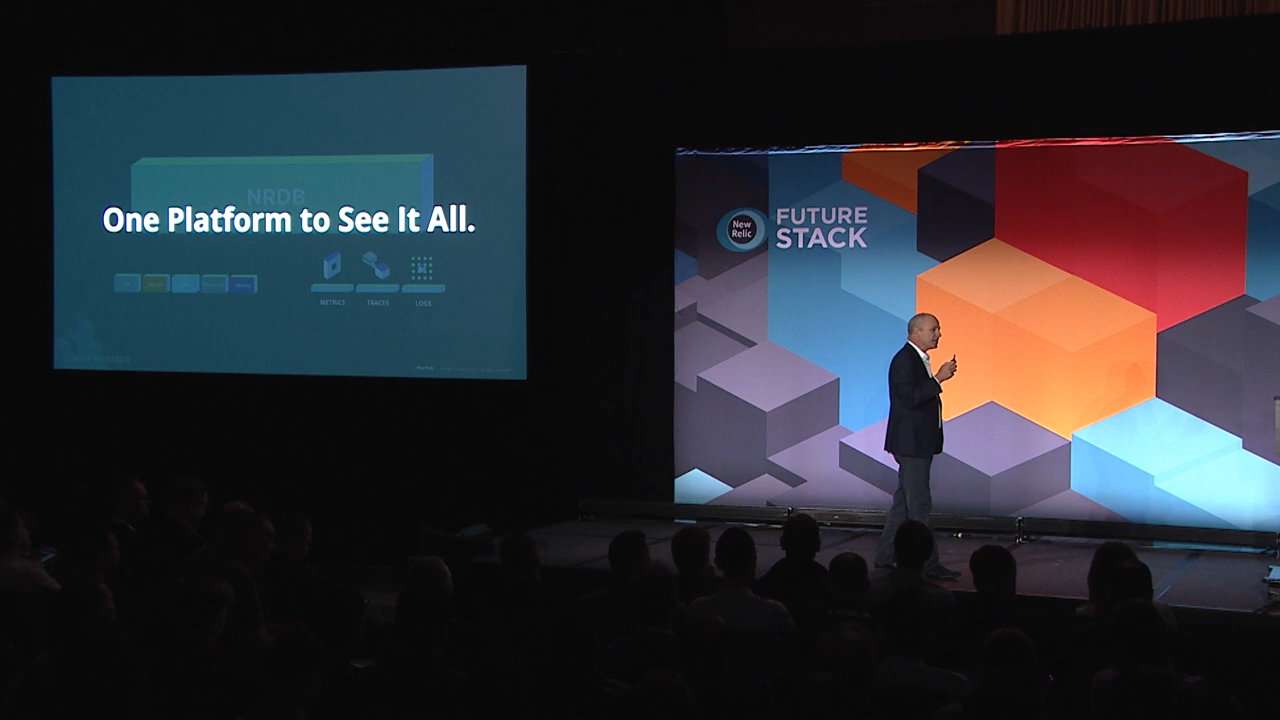 NRDB
One Platform to See It All.
METRICS TRACES LOGS
New
Relic
FUTURE
STACK